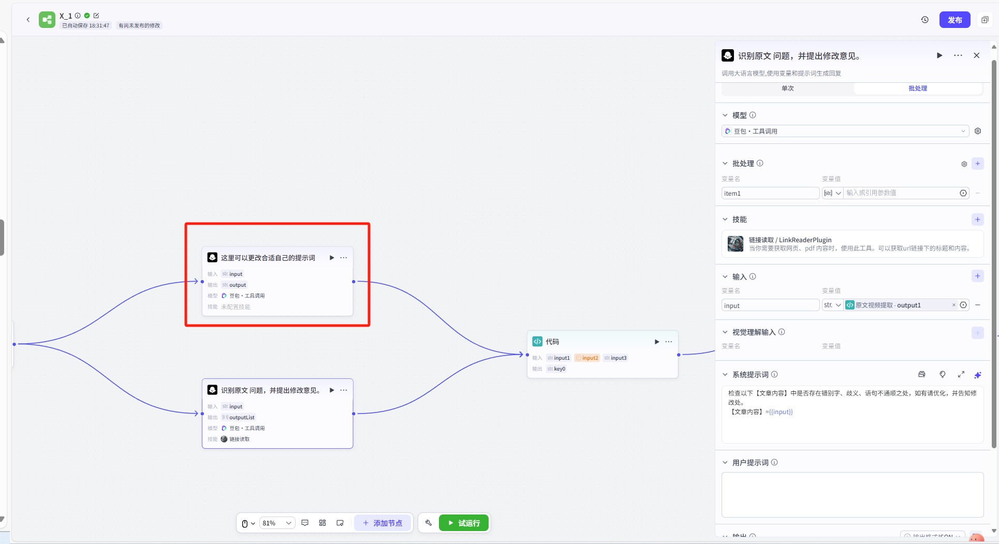 X_1
已自动保存 18:31:47
有尚未发布的修改
发布
这里可以更改合适自己的提示词
输入 str. input
输出 str. output
模型 豆包・工具调用
技能 未配置技能
识别原文 问题，并提出修改意见。
输入 str. input
输出 [{}] outputList
模型 豆包・工具调用
技能 链接读取
代码
输入 str. input1 input2 str. input3
输出 str. key0
81%
添加节点
试运行
识别原文 问题，并提出修改意见。
调用大语言模型,使用变量和提示词生成回复
单次
批处理
模型
豆包・工具调用
批处理
变量名 变量值
item1 [str.] 输入或引用参数值
技能
链接读取 / LinkReaderPlugin
当你需要获取网页、pdf 内容时，使用此工具。可以获取url链接下的标题和内容。
输入
变量名 变量值
input str. 原文视频提取 - output1
视觉理解输入
变量名 变量值
系统提示词
检查以下【文章内容】中是否存在错别字、歧义、语句不通顺之处，如有请优化，并告知修
改处。
【文章内容】={{input}}
用户提示词
输出 输出格式JSON